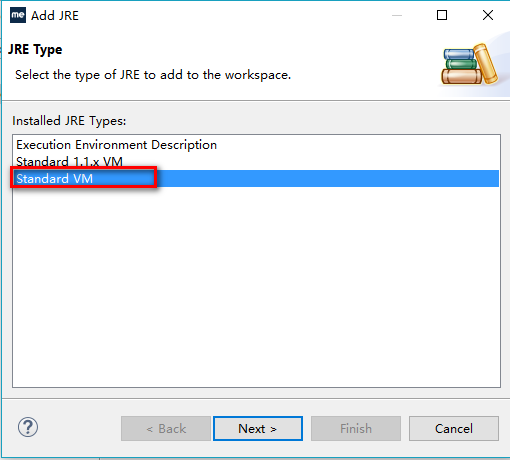 me Add JRE
JRE Type
Select the type of JRE to add to the workspace.
Installed JRE Types:
Execution Environment Description
Standard 1.1.x VM
Standard VM
? < Back Next > Finish Cancel